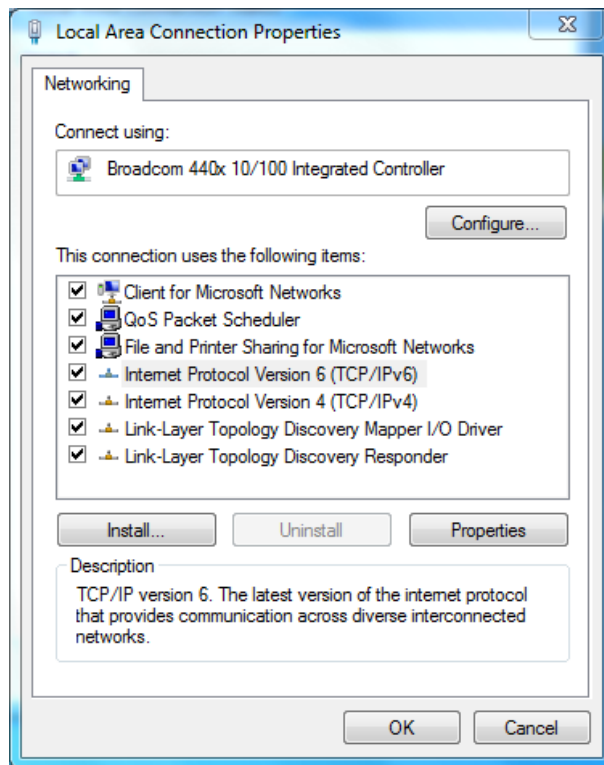 Local Area Connection Properties
Networking
Connect using:
Broadcom 440x 10/100 Integrated Controller
Configure...
This connection uses the following items:
Client for Microsoft Networks
QoS Packet Scheduler
File and Printer Sharing for Microsoft Networks
Internet Protocol Version 6 (TCP/IPv6)
Internet Protocol Version 4 (TCP/IPv4)
Link-Layer Topology Discovery Mapper I/O Driver
Link-Layer Topology Discovery Responder
Install... Uninstall Properties
Description
TCP/IP version 6. The latest version of the internet protocol
that provides communication across diverse interconnected
networks.
OK Cancel